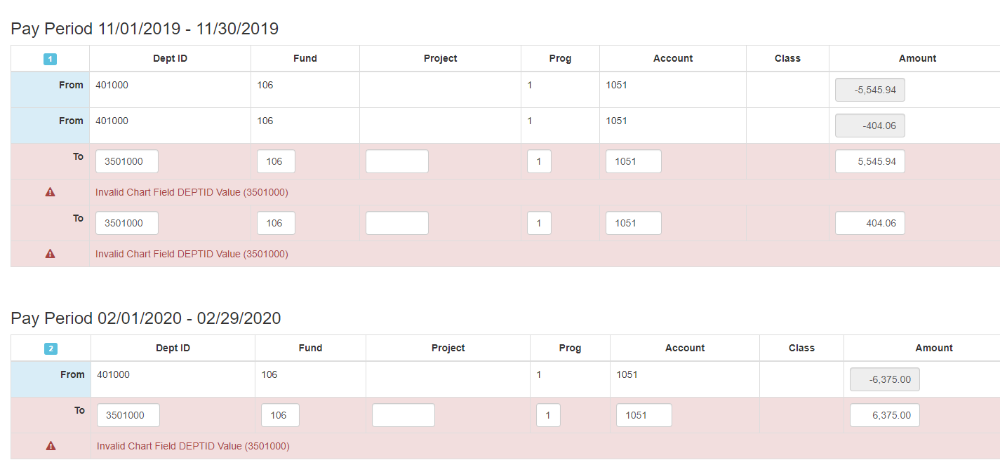 Pay Period 11/01/2019 - 11/30/2019
1 Dept ID Fund Project Prog Account Class Amount
From 401000 106 1 1051 -5,545.94
From 401000 106 1 1051 -404.06
To 3501000 106 1 1051 5,545.94
Invalid Chart Field DEPTID Value (3501000)
To 3501000 106 1 1051 404.06
Invalid Chart Field DEPTID Value (3501000)
Pay Period 02/01/2020 - 02/29/2020
2 Dept ID Fund Project Prog Account Class Amount
From 401000 106 1 1051 -6,375.00
To 3501000 106 1 1051 6,375.00
Invalid Chart Field DEPTID Value (3501000)